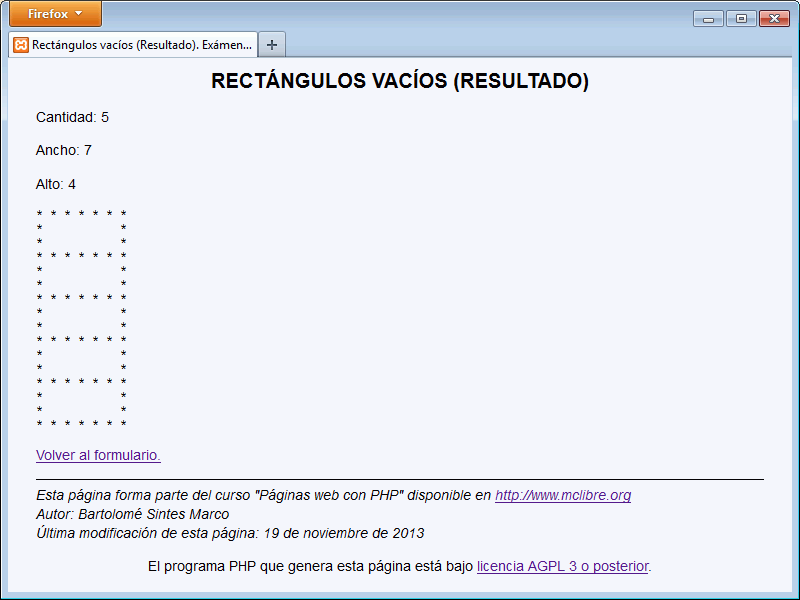 Firefox
Rectángulos vacíos (Resultado). Exámen...
RECTÁNGULOS VACÍOS (RESULTADO)
Cantidad: 5
Ancho: 7
Alto: 4
* * * * * * *
*           *
*           *
* * * * * * *
*           *
*           *
* * * * * * *
*           *
*           *
* * * * * * *
*           *
*           *
* * * * * * *
*           *
*           *
* * * * * * *
Volver al formulario.
Esta página forma parte del curso "Páginas web con PHP" disponible en http://www.mclibre.org
Autor: Bartolomé Sintes Marco
Última modificación de esta página: 19 de noviembre de 2013
El programa PHP que genera esta página está bajo licencia AGPL 3 o posterior.